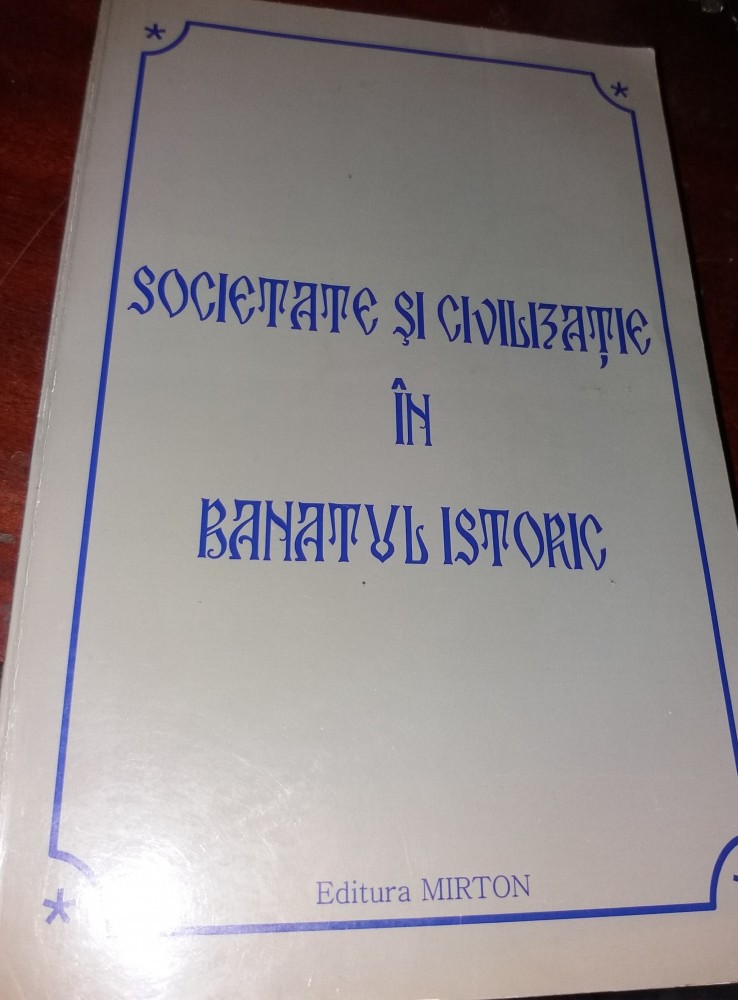 SOCIETATE ŞI CIVILIZAŢIE
ÎN
BANATUL ISTORIC
Editura MIRTON